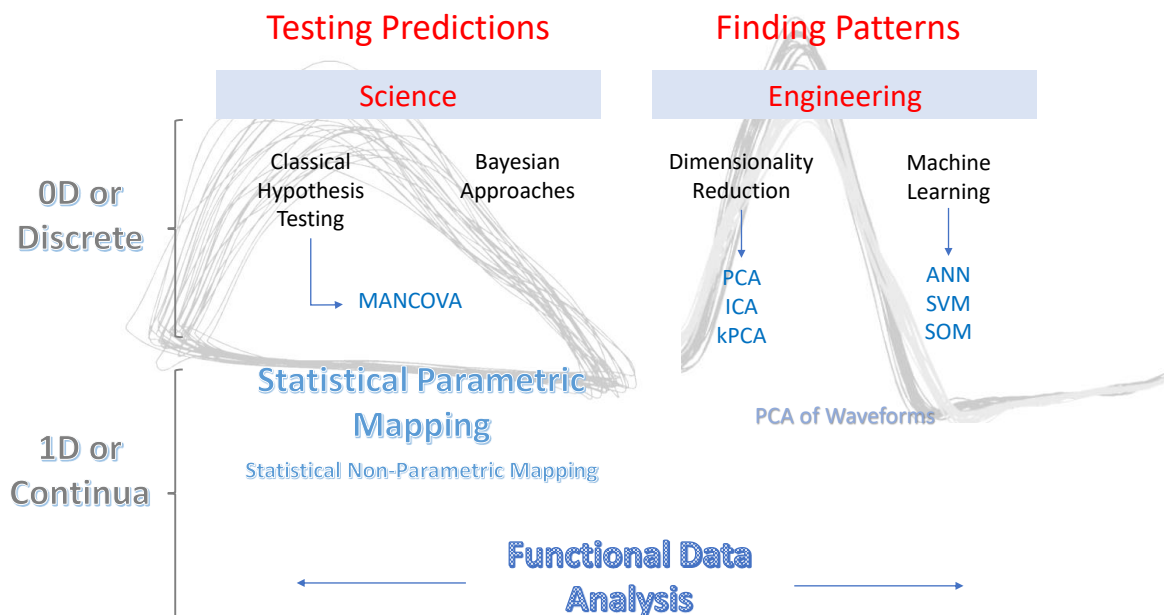 Testing Predictions
Finding Patterns
Science
Engineering
0D or
Discrete
Classical
Hypothesis
Testing
Bayesian
Approaches
Dimensionality
Reduction
Machine
Learning
MANCOVA
PCA
ICA
kPCA
ANN
SVM
SOM
1D or
Continua
Statistical Parametric
Mapping
Statistical Non-Parametric Mapping
PCA of Waveforms
Functional Data
Analysis